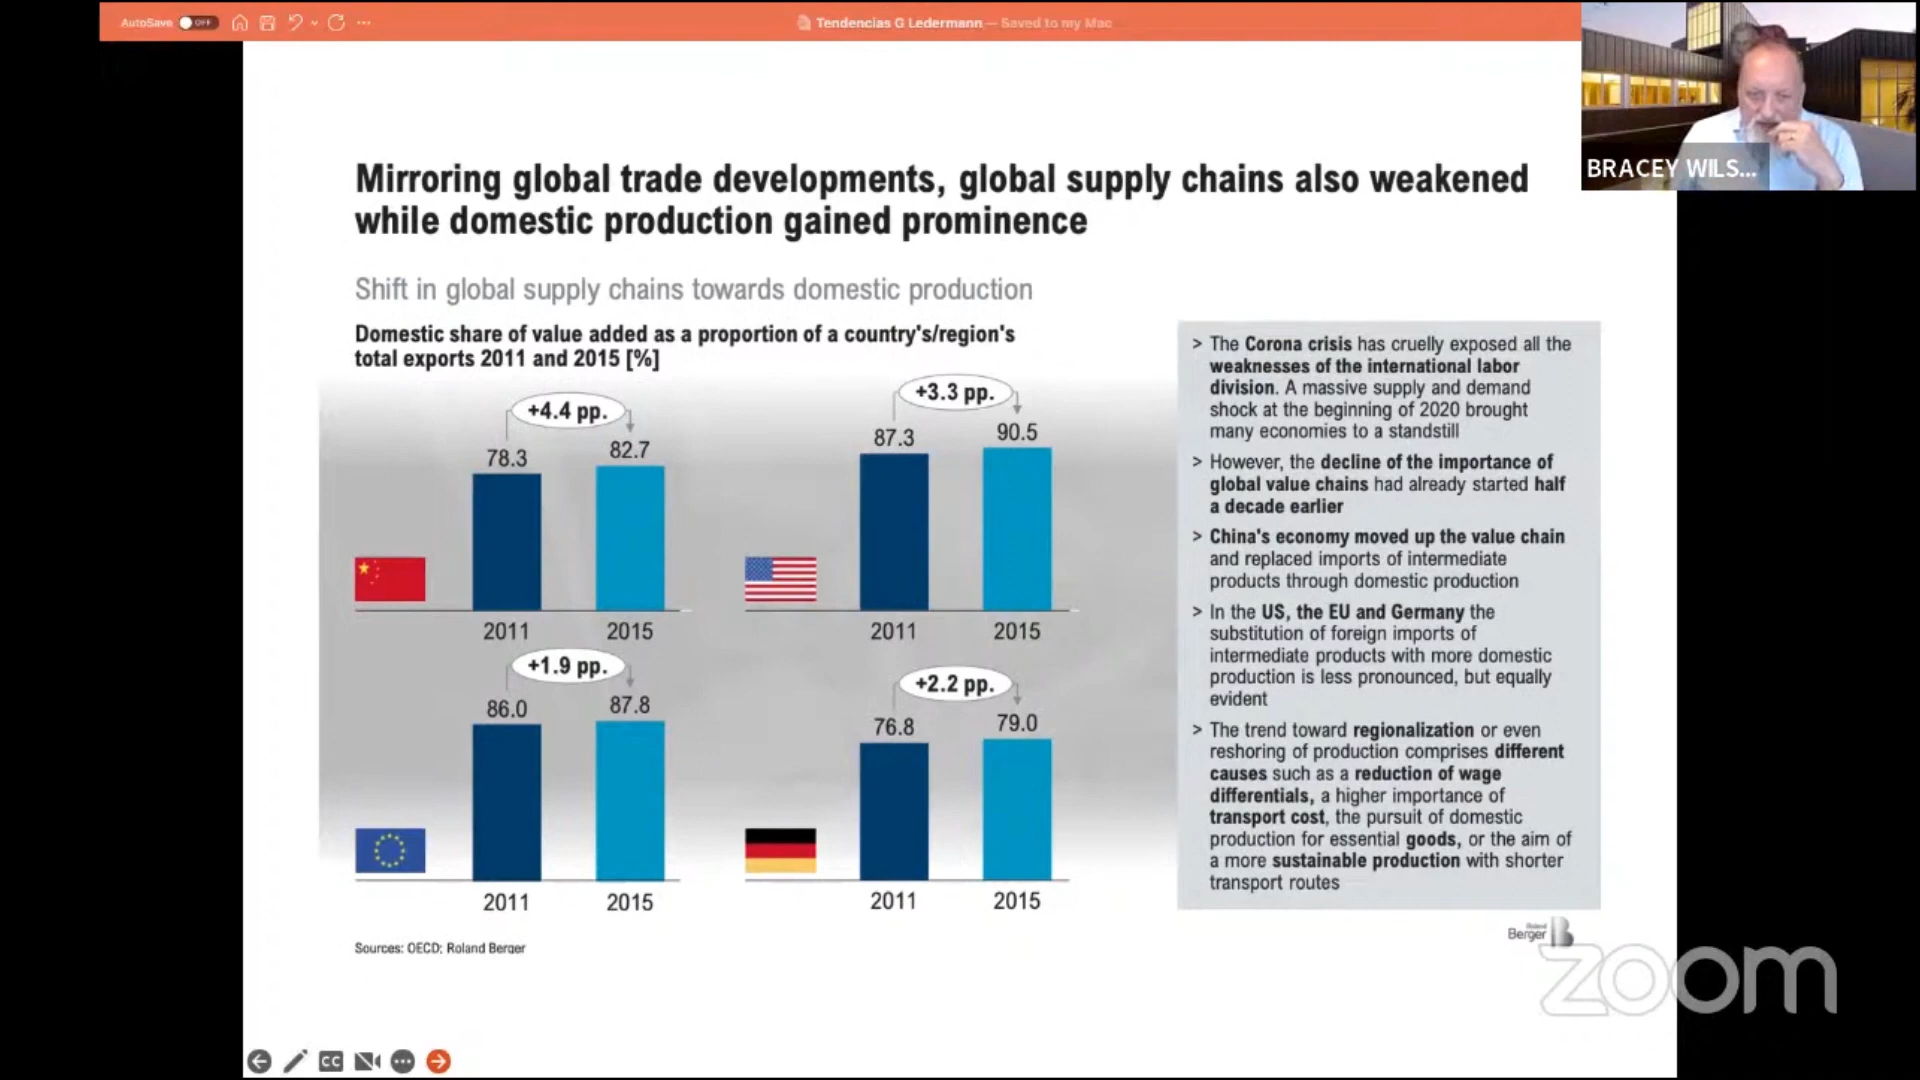 AutoSave OFF
Tendencias G Ledermann — Saved to my Mac
BRACEY WILS...
Mirroring global trade developments, global supply chains also weakened
while domestic production gained prominence
Shift in global supply chains towards domestic production
Domestic share of value added as a proportion of a country's/region's
total exports 2011 and 2015 [%]
+4.4 pp.
78.3
82.7
2011
2015
+3.3 pp.
87.3
90.5
2011
2015
+1.9 pp.
86.0
87.8
2011
2015
+2.2 pp.
76.8
79.0
2011
2015
> The Corona crisis has cruelly exposed all the
weaknesses of the international labor
division. A massive supply and demand
shock at the beginning of 2020 brought
many economies to a standstill
> However, the decline of the importance of
global value chains had already started half
a decade earlier
> China's economy moved up the value chain
and replaced imports of intermediate
products through domestic production
> In the US, the EU and Germany the
substitution of foreign imports of
intermediate products with more domestic
production is less pronounced, but equally
evident
> The trend toward regionalization or even
reshoring of production comprises different
causes such as a reduction of wage
differentials, a higher importance of
transport cost, the pursuit of domestic
production for essential goods, or the aim of
a more sustainable production with shorter
transport routes
Sources: OECD; Roland Berger
Roland
Berger B
zoom
CC